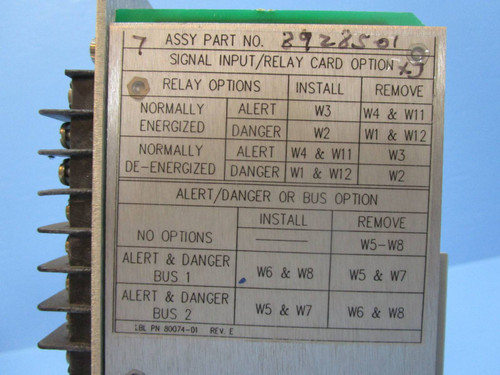 7 ASSY PART NO. 8928501
SIGNAL INPUT/RELAY CARD OPTION
RELAY OPTIONS INSTALL REMOVE
NORMALLY ENERGIZED ALERT W3 W4 & W11
DANGER W2 W1 & W12
NORMALLY DE-ENERGIZED ALERT W4 & W11 W3
DANGER W1 & W12 W2
ALERT/DANGER OR BUS OPTION
INSTALL REMOVE
NO OPTIONS ——— W5-W8
ALERT & DANGER BUS 1 W6 & W8 W5 & W7
ALERT & DANGER BUS 2 W5 & W7 W6 & W8
LBL PN 80074-01 REV. E